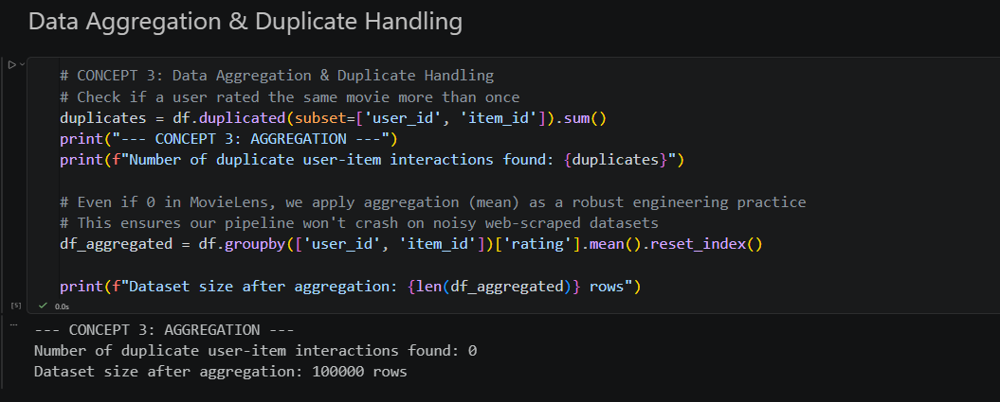 Data Aggregation & Duplicate Handling
# CONCEPT 3: Data Aggregation & Duplicate Handling
# Check if a user rated the same movie more than once
duplicates = df.duplicated(subset=['user_id', 'item_id']).sum()
print("--- CONCEPT 3: AGGREGATION ---")
print(f"Number of duplicate user-item interactions found: {duplicates}")
# Even if 0 in MovieLens, we apply aggregation (mean) as a robust engineering practice
# This ensures our pipeline won't crash on noisy web-scraped datasets
df_aggregated = df.groupby(['user_id', 'item_id'])['rating'].mean().reset_index()
print(f"Dataset size after aggregation: {len(df_aggregated)} rows")
[5]
0.0s
--- CONCEPT 3: AGGREGATION ---
Number of duplicate user-item interactions found: 0
Dataset size after aggregation: 100000 rows